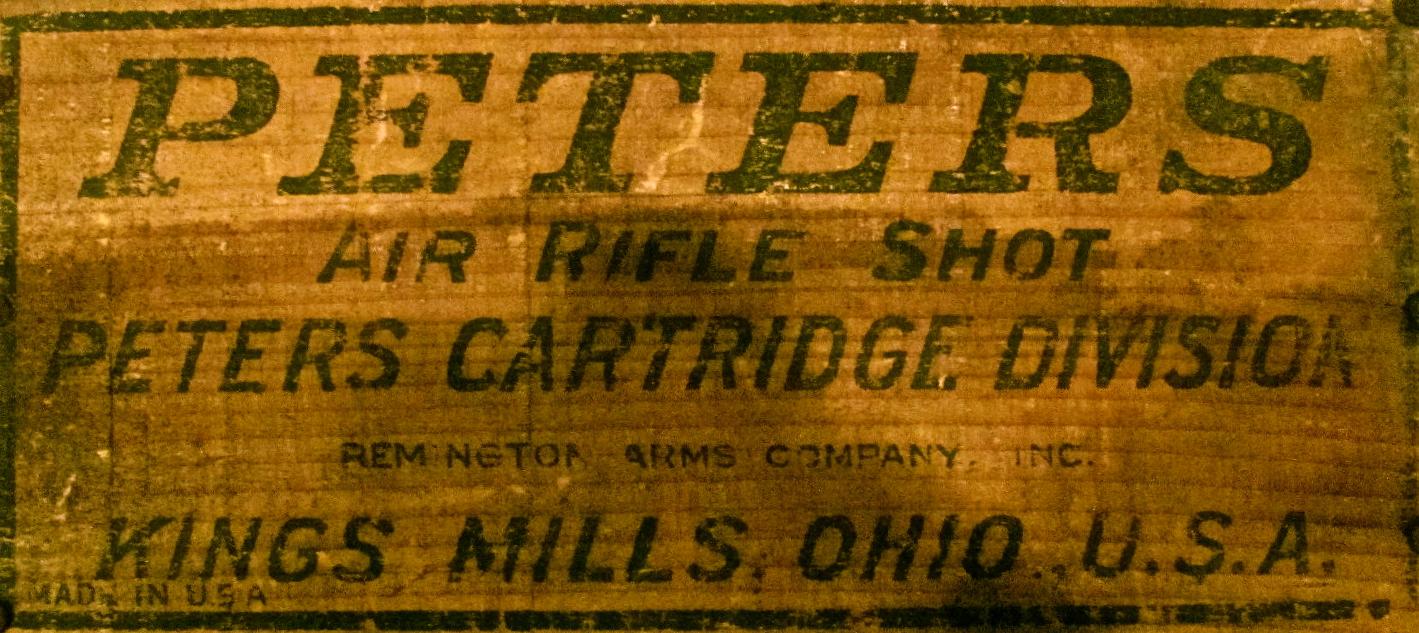 PETERS
AIR RIFLE SHOT
PETERS CARTRIDGE DIVISION
REMINGTON ARMS COMPANY, INC.
KINGS MILLS, OHIO., U.S.A.
MADE IN U.S.A